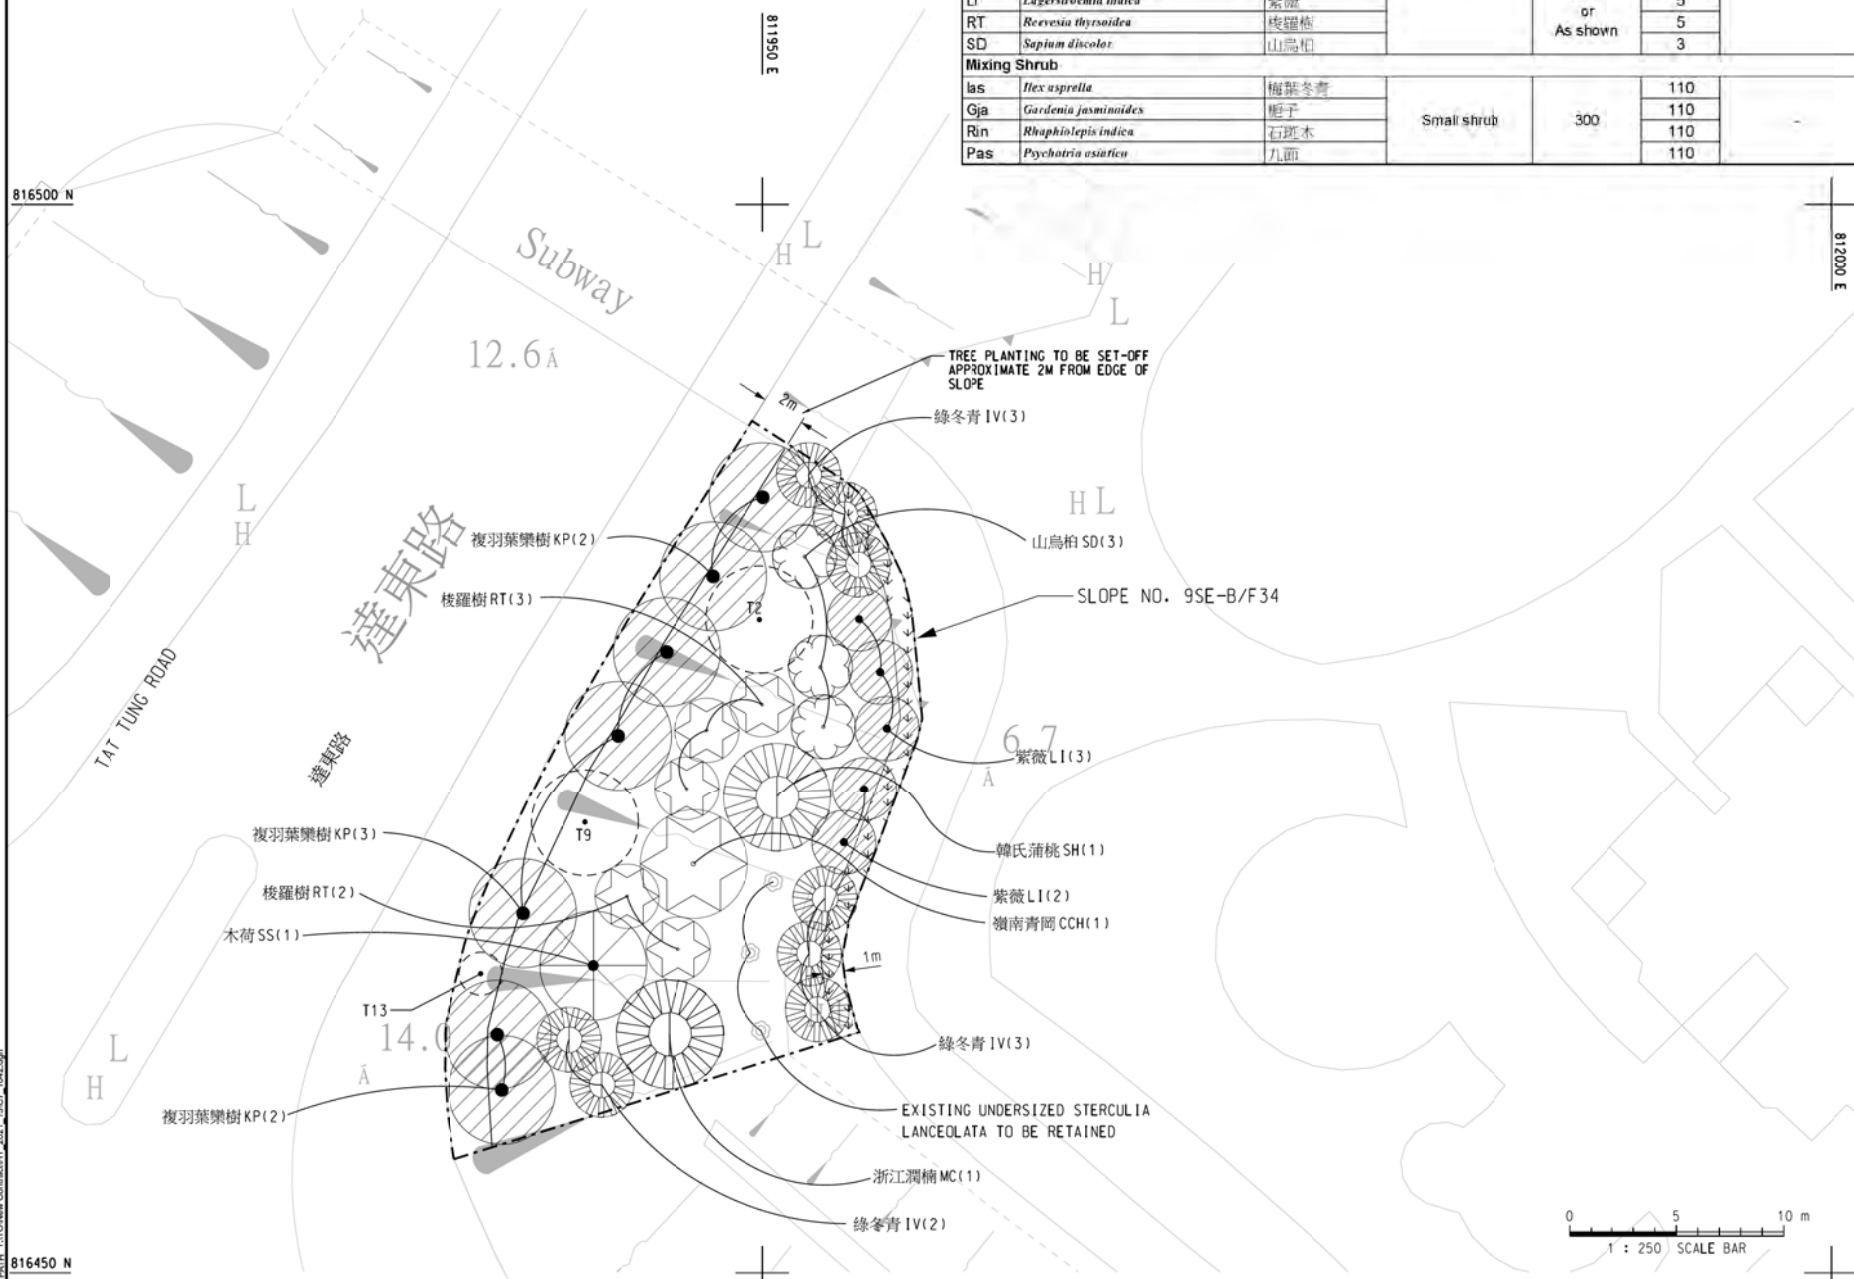 LI Lagerstroemia indica 紫薇 5
or
RT Reevesia thyrsoidea 梭羅樹 5
As shown
SD Sapium discolor 山烏桕 3
Mixing Shrub
Ias Ilex asprella 梅葉冬青 110
Gja Gardenia jasminoides 梔子 110
Small shrub 300 -
Rin Rhaphiolepis indica 石斑木 110
Pas Psychotria asiatica 九節 110
811950 E
816500 N
812000 E
Subway
H L
H
L
12.6
TREE PLANTING TO BE SET-OFF
APPROXIMATE 2M FROM EDGE OF
SLOPE
2m
綠冬青 IV(3)
L
H
H L
複羽葉欒樹 KP(2)
山烏桕 SD(3)
達東路
梭羅樹 RT(3)
T2
SLOPE NO. 9SE-B/F34
TAT TUNG ROAD
達東路
6.7
紫薇 LI(3)
複羽葉欒樹 KP(3)
T9
韓氏蒲桃 SH(1)
梭羅樹 RT(2)
紫薇 LI(2)
嶺南青岡 CCH(1)
木荷 SS(1)
1m
T13
14.0
L
H
綠冬青 IV(3)
複羽葉欒樹 KP(2)
EXISTING UNDERSIZED STERCULIA
LANCEOLATA TO BE RETAINED
浙江潤楠 MC(1)
綠冬青 IV(2)
0 5 10 m
1 : 250 SCALE BAR
816450 N